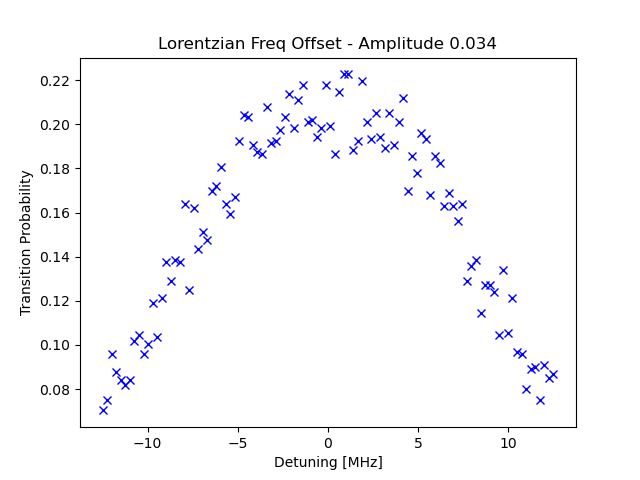 Lorentzian Freq Offset - Amplitude 0.034
Transition Probability
0.22
0.20
0.18
0.16
0.14
0.12
0.10
0.08
−10 −5 0 5 10
Detuning [MHz]